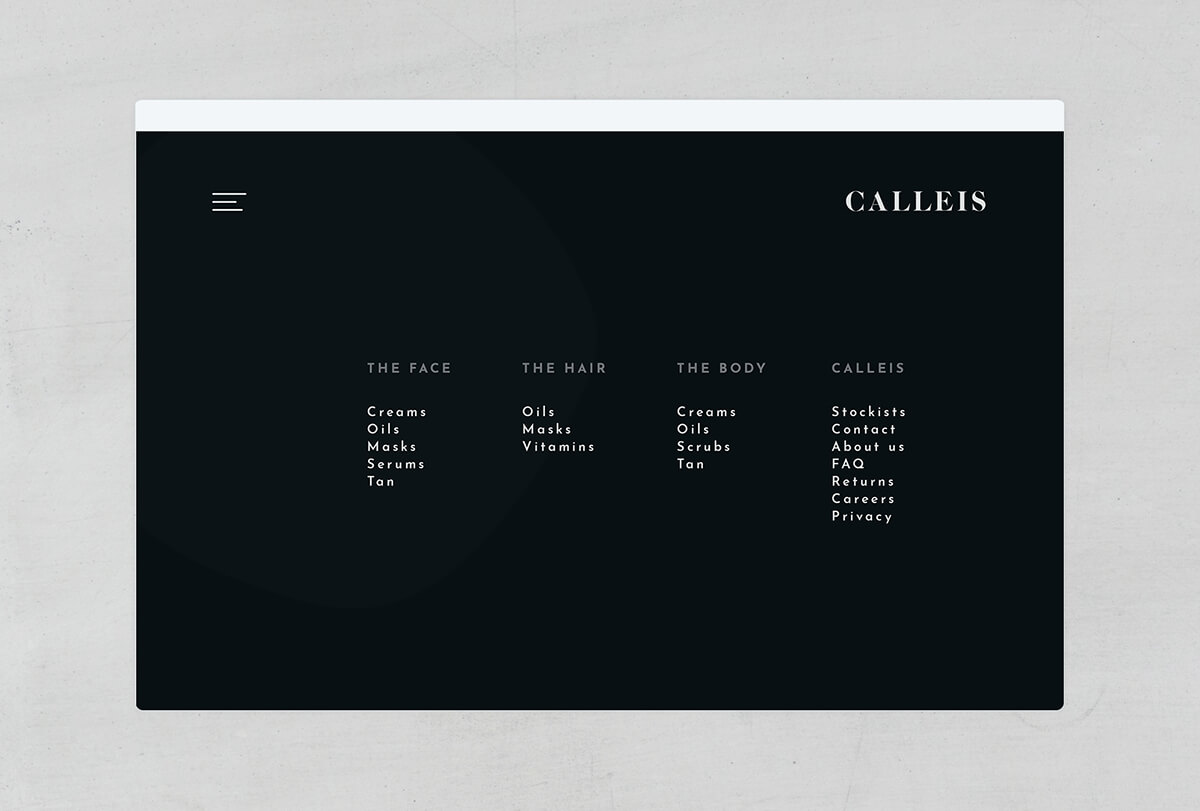 CALLEIS
THE FACE
Creams
Oils
Masks
Serums
Tan
THE HAIR
Oils
Masks
Vitamins
THE BODY
Creams
Oils
Scrubs
Tan
CALLEIS
Stockists
Contact
About us
FAQ
Returns
Careers
Privacy